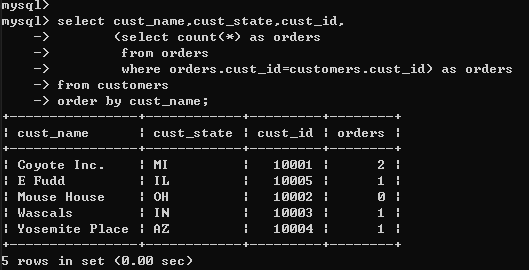 mysql>
mysql> select cust_name,cust_state,cust_id,
    ->        (select count(*) as orders
    ->         from orders
    ->         where orders.cust_id=customers.cust_id) as orders
    -> from customers
    -> order by cust_name;
+----------------+------------+---------+--------+
| cust_name      | cust_state | cust_id | orders |
+----------------+------------+---------+--------+
| Coyote Inc.    | MI         |   10001 |      2 |
| E Fudd         | IL         |   10005 |      1 |
| Mouse House    | OH         |   10002 |      0 |
| Wascals        | IN         |   10003 |      1 |
| Yosemite Place | AZ         |   10004 |      1 |
+----------------+------------+---------+--------+
5 rows in set (0.00 sec)